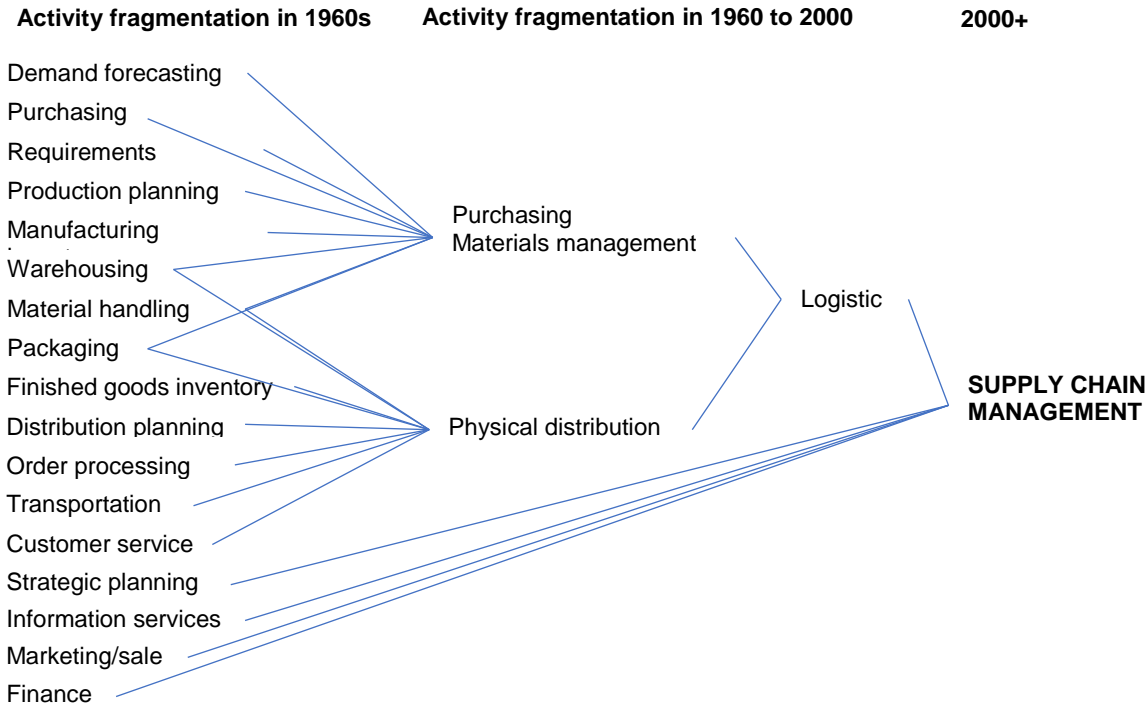 Activity fragmentation in 1960s
Activity fragmentation in 1960 to 2000
2000+
Demand forecasting
Purchasing
Requirements
Production planning
Manufacturing
Warehousing
Material handling
Packaging
Finished goods inventory
Distribution planning
Order processing
Transportation
Customer service
Strategic planning
Information services
Marketing/sale
Finance
Purchasing
Materials management
Physical distribution
Logistic
SUPPLY CHAIN
MANAGEMENT